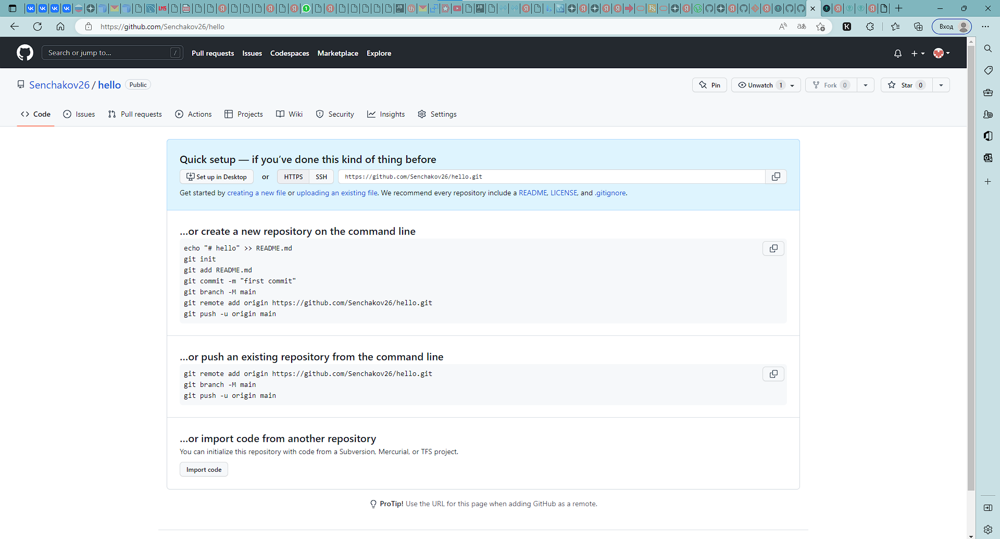 https://github.com/Senchakov26/hello
Вход
Search or jump to...
/
Pull requests
Issues
Codespaces
Marketplace
Explore
Senchakov26 / hello
Public
Pin
Unwatch 1
Fork 0
Star 0
Code
Issues
Pull requests
Actions
Projects
Wiki
Security
Insights
Settings
Quick setup — if you’ve done this kind of thing before
Set up in Desktop
or
HTTPS
SSH
https://github.com/Senchakov26/hello.git
Get started by creating a new file or uploading an existing file. We recommend every repository include a README, LICENSE, and .gitignore.
…or create a new repository on the command line
echo "# hello" >> README.md
git init
git add README.md
git commit -m "first commit"
git branch -M main
git remote add origin https://github.com/Senchakov26/hello.git
git push -u origin main
…or push an existing repository from the command line
git remote add origin https://github.com/Senchakov26/hello.git
git branch -M main
git push -u origin main
…or import code from another repository
You can initialize this repository with code from a Subversion, Mercurial, or TFS project.
Import code
ProTip! Use the URL for this page when adding GitHub as a remote.